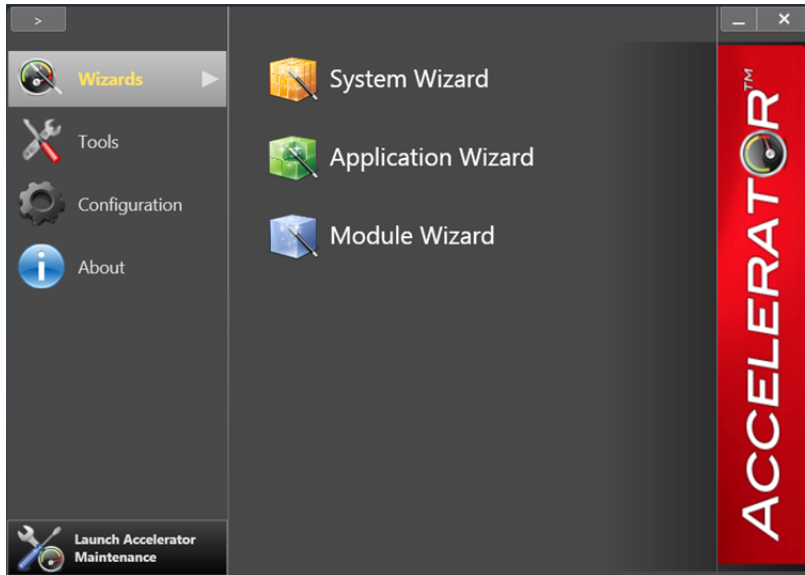 >
Wizards
Tools
Configuration
About
Launch Accelerator
Maintenance
System Wizard
Application Wizard
Module Wizard
ACCELERATOR™